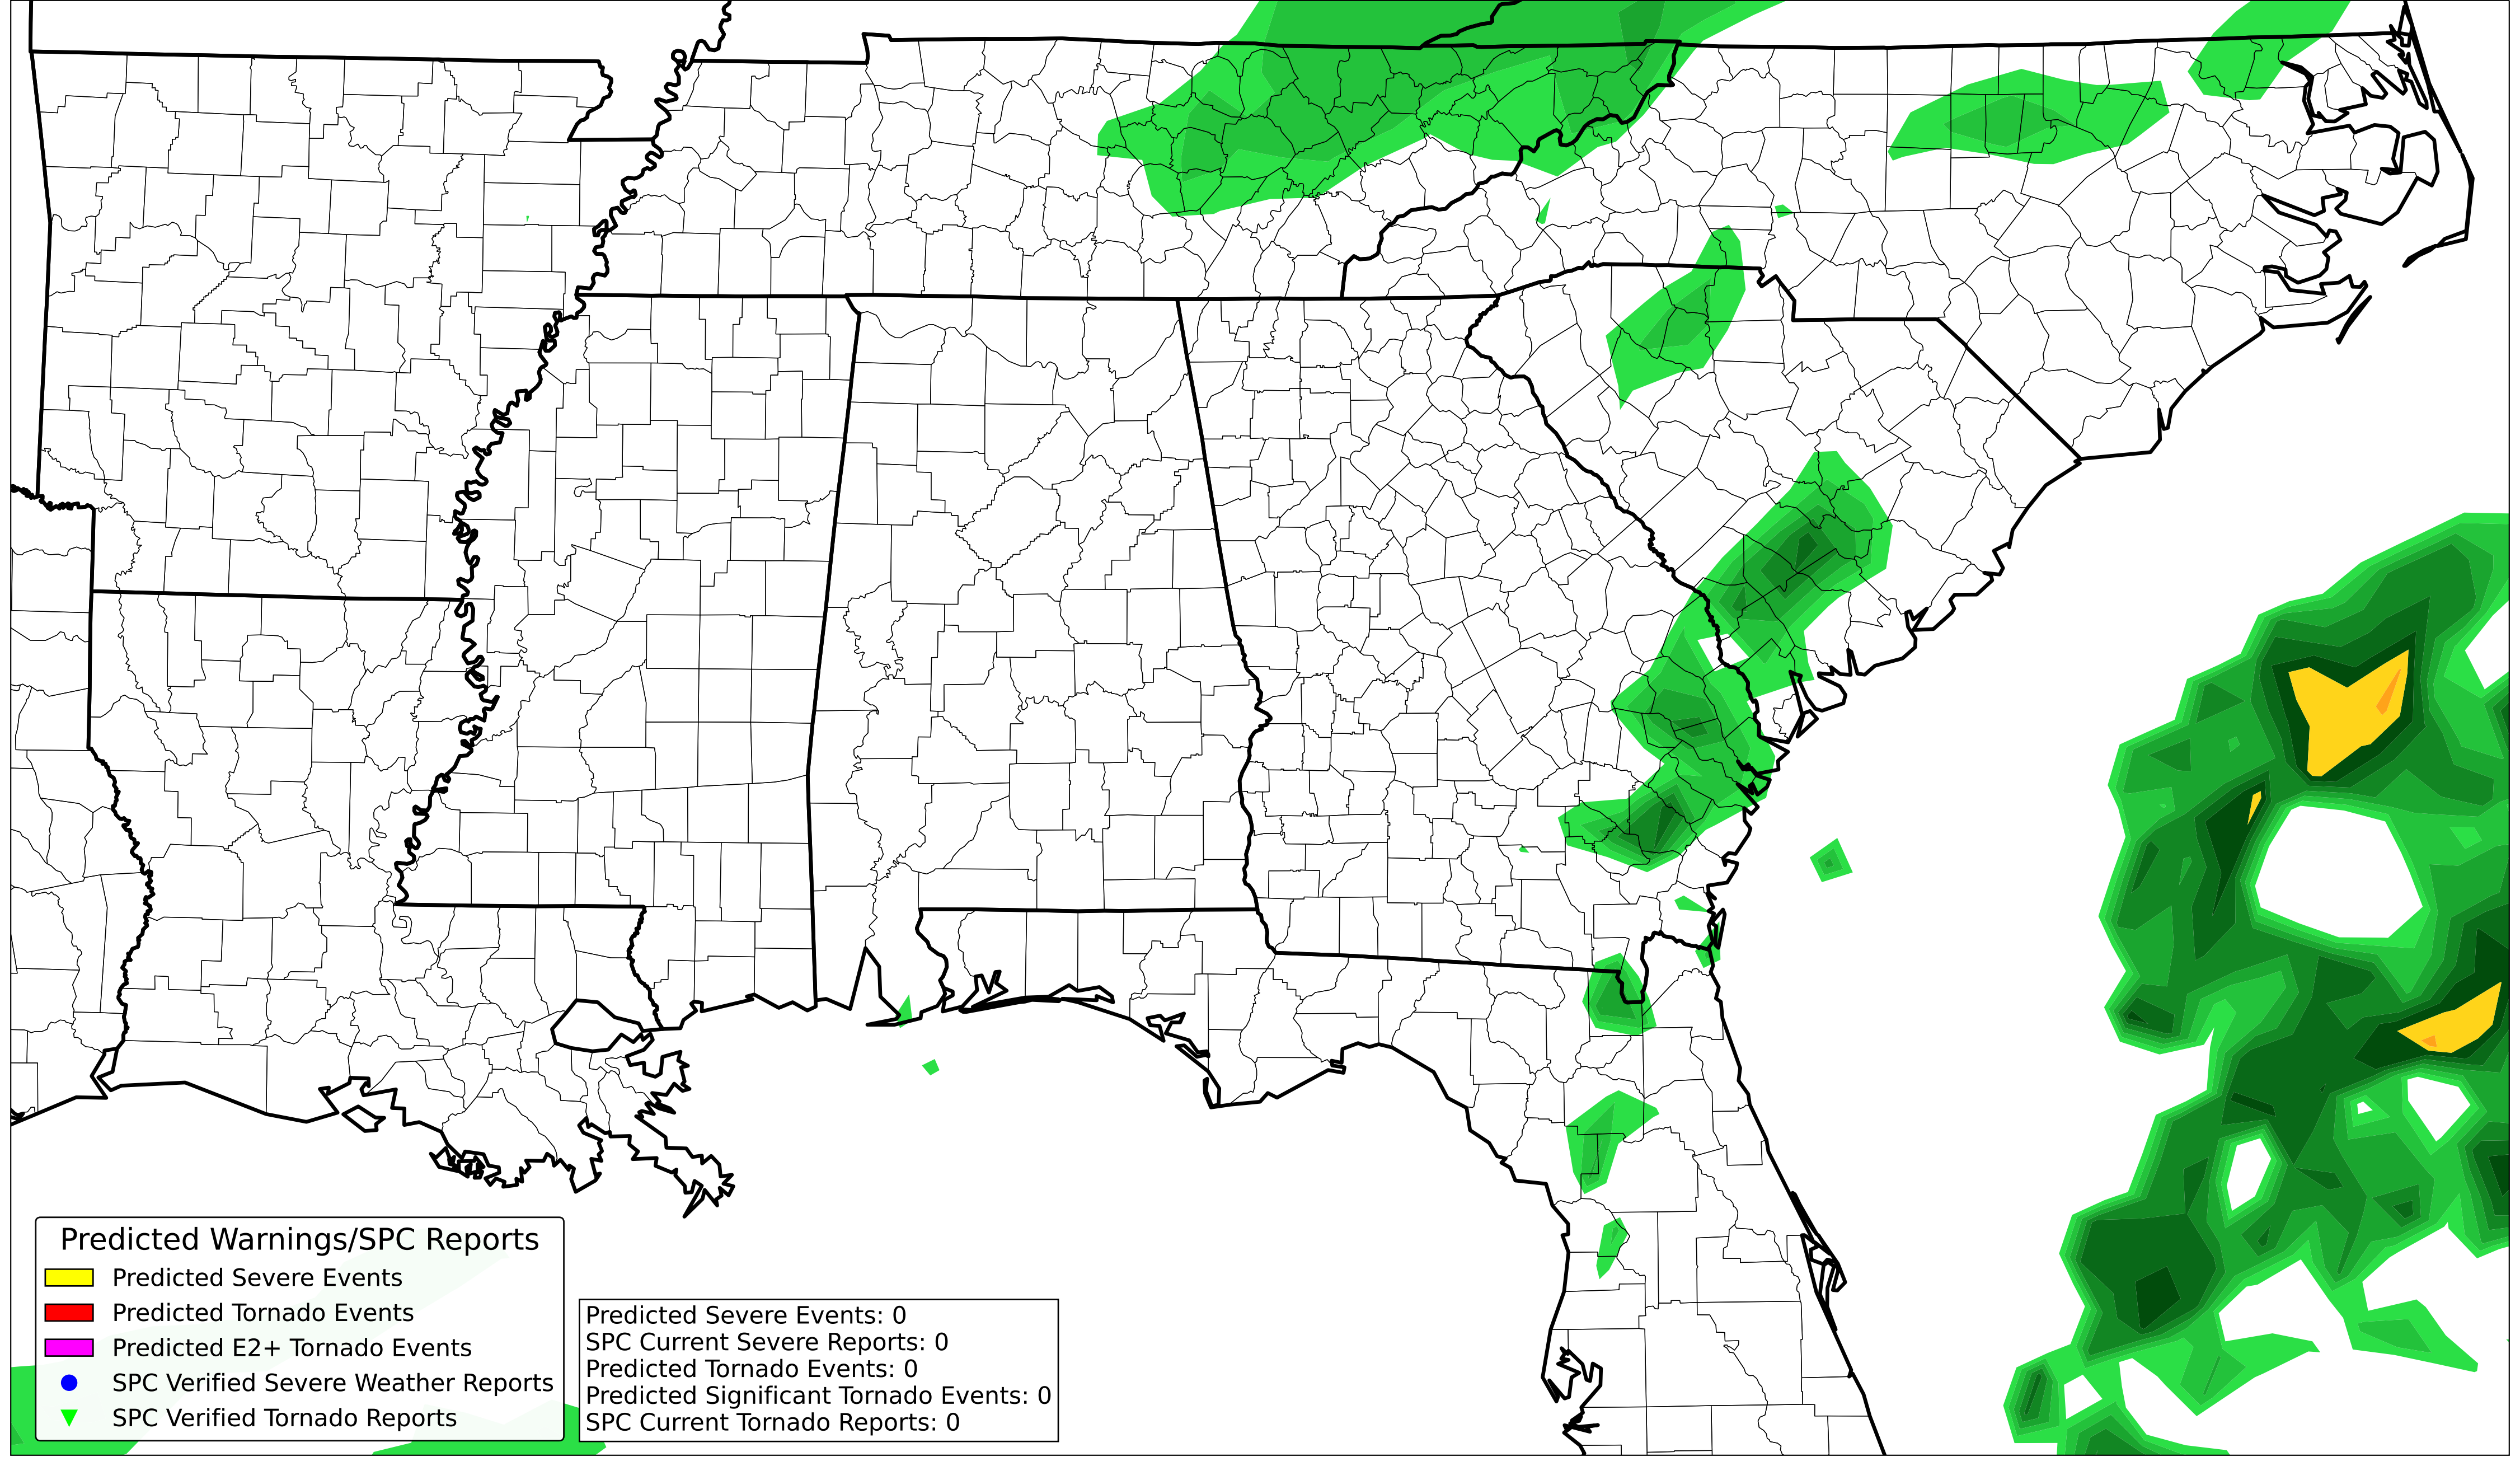 Predicted Warnings/SPC Reports
Predicted Severe Events
Predicted Tornado Events
Predicted E2+ Tornado Events
SPC Verified Severe Weather Reports
SPC Verified Tornado Reports
Predicted Severe Events: 0
SPC Current Severe Reports: 0
Predicted Tornado Events: 0
Predicted Significant Tornado Events: 0
SPC Current Tornado Reports: 0